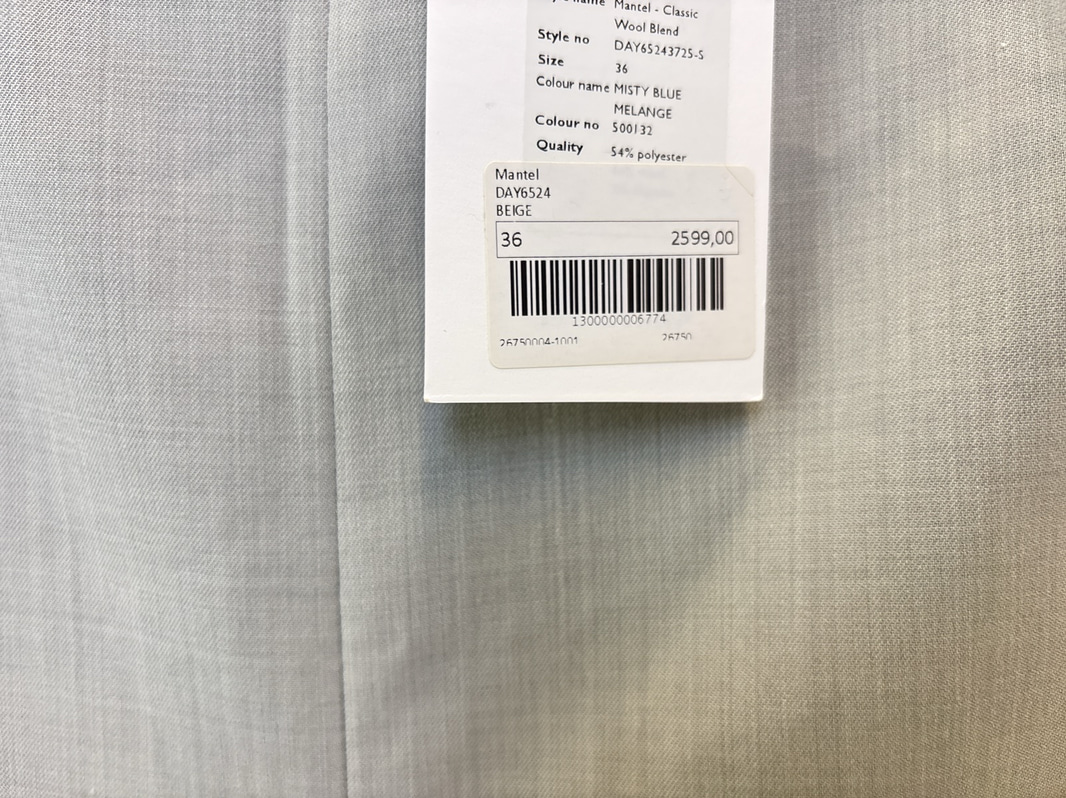 name Mantel - Classic
Wool Blend
Style no DAY65243725-S
Size 36
Colour name MISTY BLUE
MELANGE
Colour no 500132
Quality 54% polyester
Mantel
DAY6524
BEIGE
36 2599,00
1300000006774
26750004-1001 26750